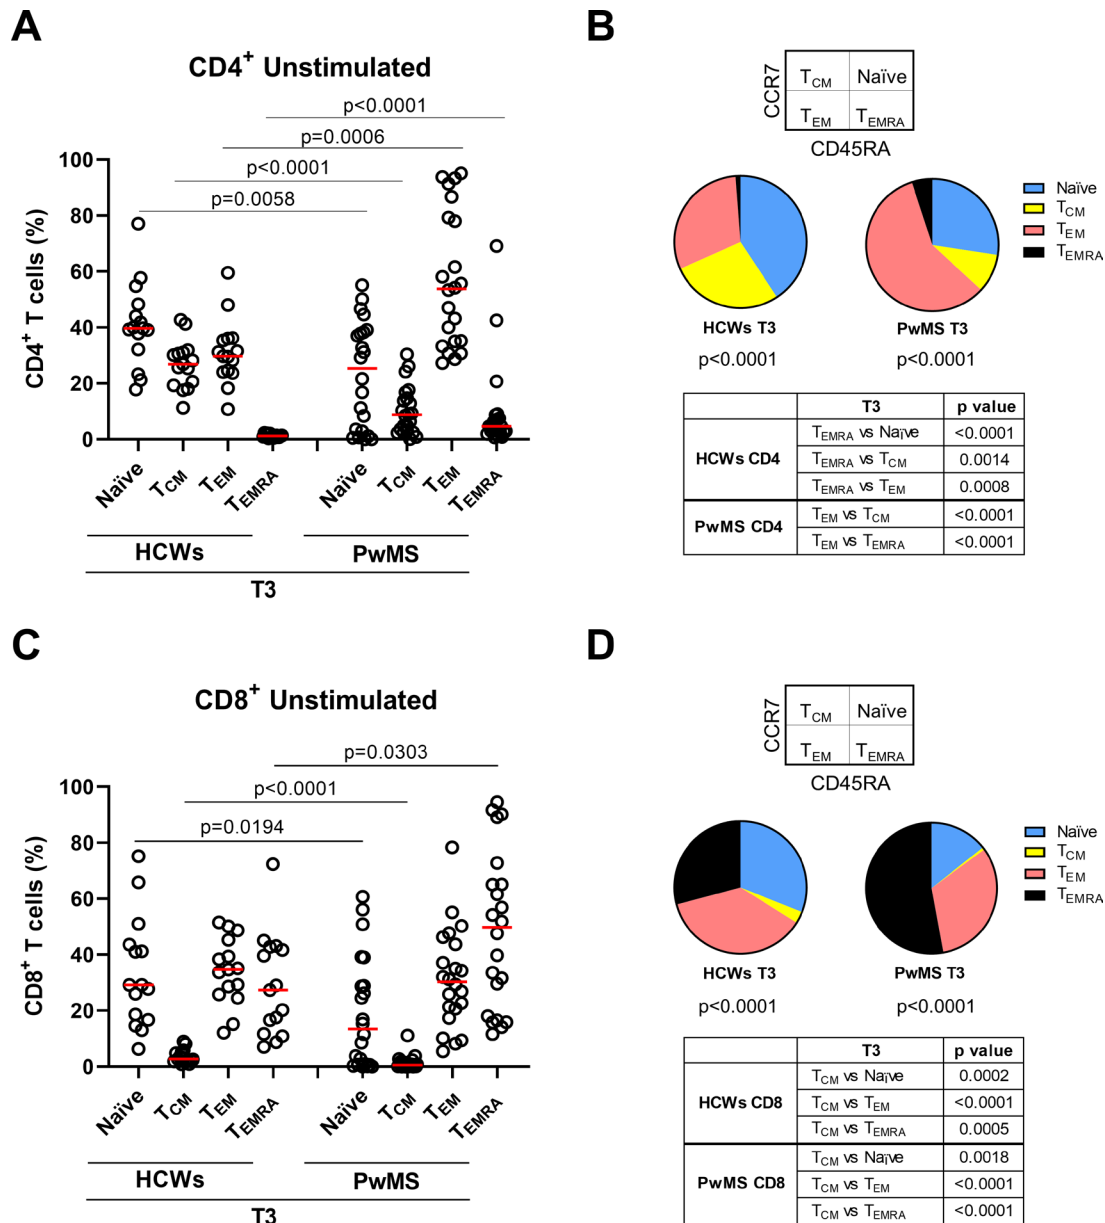 A
CD4+ Unstimulated
p<0.0001
p=0.0006
p<0.0001
p=0.0058
100
80
60
40
20
0
CD4+ T cells (%)
Naïve TCM TEM TEMRA Naïve TCM TEM TEMRA
HCWs PwMS
T3
B
CCR7
TCM Naïve
TEM TEMRA
CD45RA
Naïve
TCM
TEM
TEMRA
HCWs T3 PwMS T3
p<0.0001 p<0.0001
T3 p value
HCWs CD4
TEMRA vs Naïve <0.0001
TEMRA vs TCM 0.0014
TEMRA vs TEM 0.0008
PwMS CD4
TEM vs TCM <0.0001
TEM vs TEMRA <0.0001
C
CD8+ Unstimulated
p=0.0303
p<0.0001
p=0.0194
100
80
60
40
20
0
CD8+ T cells (%)
Naïve TCM TEM TEMRA Naïve TCM TEM TEMRA
HCWs PwMS
T3
D
CCR7
TCM Naïve
TEM TEMRA
CD45RA
Naïve
TCM
TEM
TEMRA
HCWs T3 PwMS T3
p<0.0001 p<0.0001
T3 p value
HCWs CD8
TCM vs Naïve 0.0002
TCM vs TEM <0.0001
TCM vs TEMRA 0.0005
PwMS CD8
TCM vs Naïve 0.0018
TCM vs TEM <0.0001
TCM vs TEMRA <0.0001